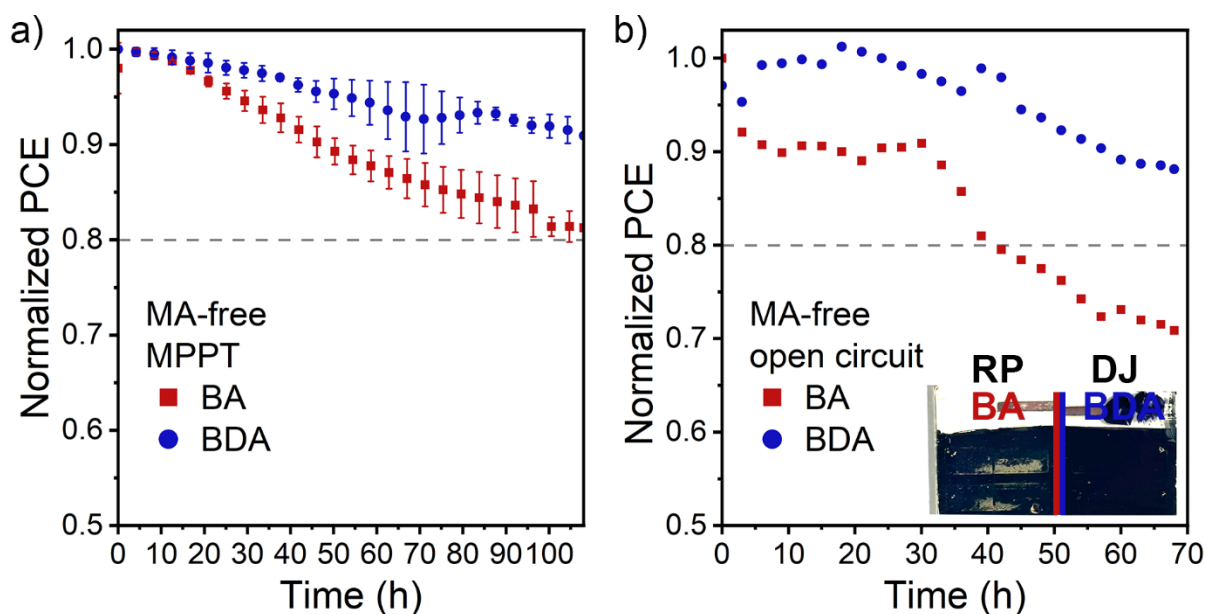 a)
Normalized PCE
1.0
0.9
0.8
0.7
0.6
0.5
MA-free
MPPT
BA
BDA
0 10 20 30 40 50 60 70 80 90 100
Time (h)
b)
Normalized PCE
1.0
0.9
0.8
0.7
0.6
0.5
MA-free
open circuit
BA
BDA
RP DJ
BA BDA
0 10 20 30 40 50 60 70
Time (h)